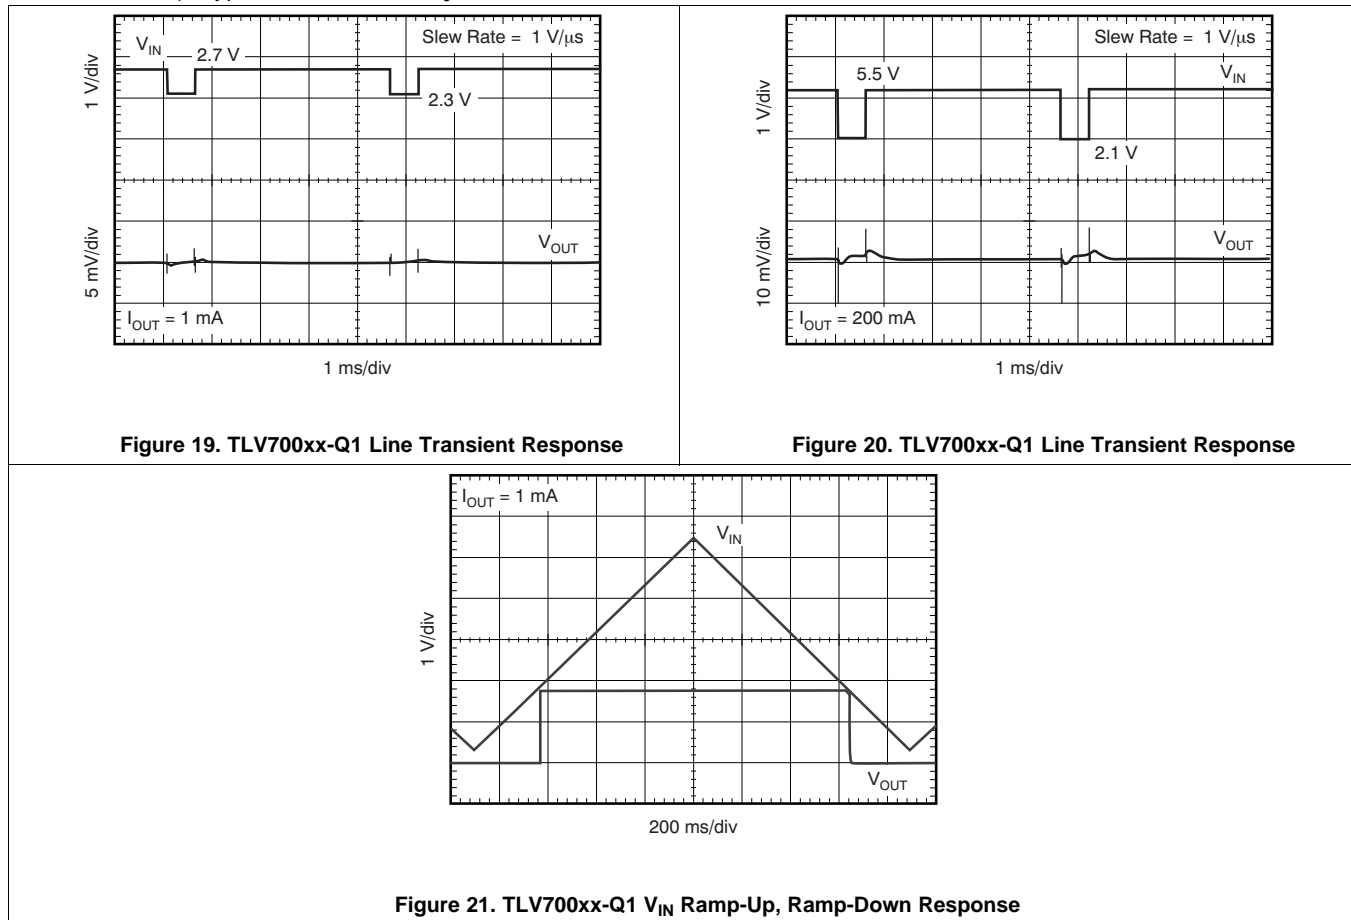 Slew Rate = 1 V/μs
V_IN
2.7 V
2.3 V
1 V/div
V_OUT
5 mV/div
I_OUT = 1 mA
1 ms/div
Figure 19. TLV700xx-Q1 Line Transient Response
Slew Rate = 1 V/μs
5.5 V
V_IN
1 V/div
2.1 V
V_OUT
10 mV/div
I_OUT = 200 mA
1 ms/div
Figure 20. TLV700xx-Q1 Line Transient Response
I_OUT = 1 mA
V_IN
1 V/div
V_OUT
200 ms/div
Figure 21. TLV700xx-Q1 V_IN Ramp-Up, Ramp-Down Response